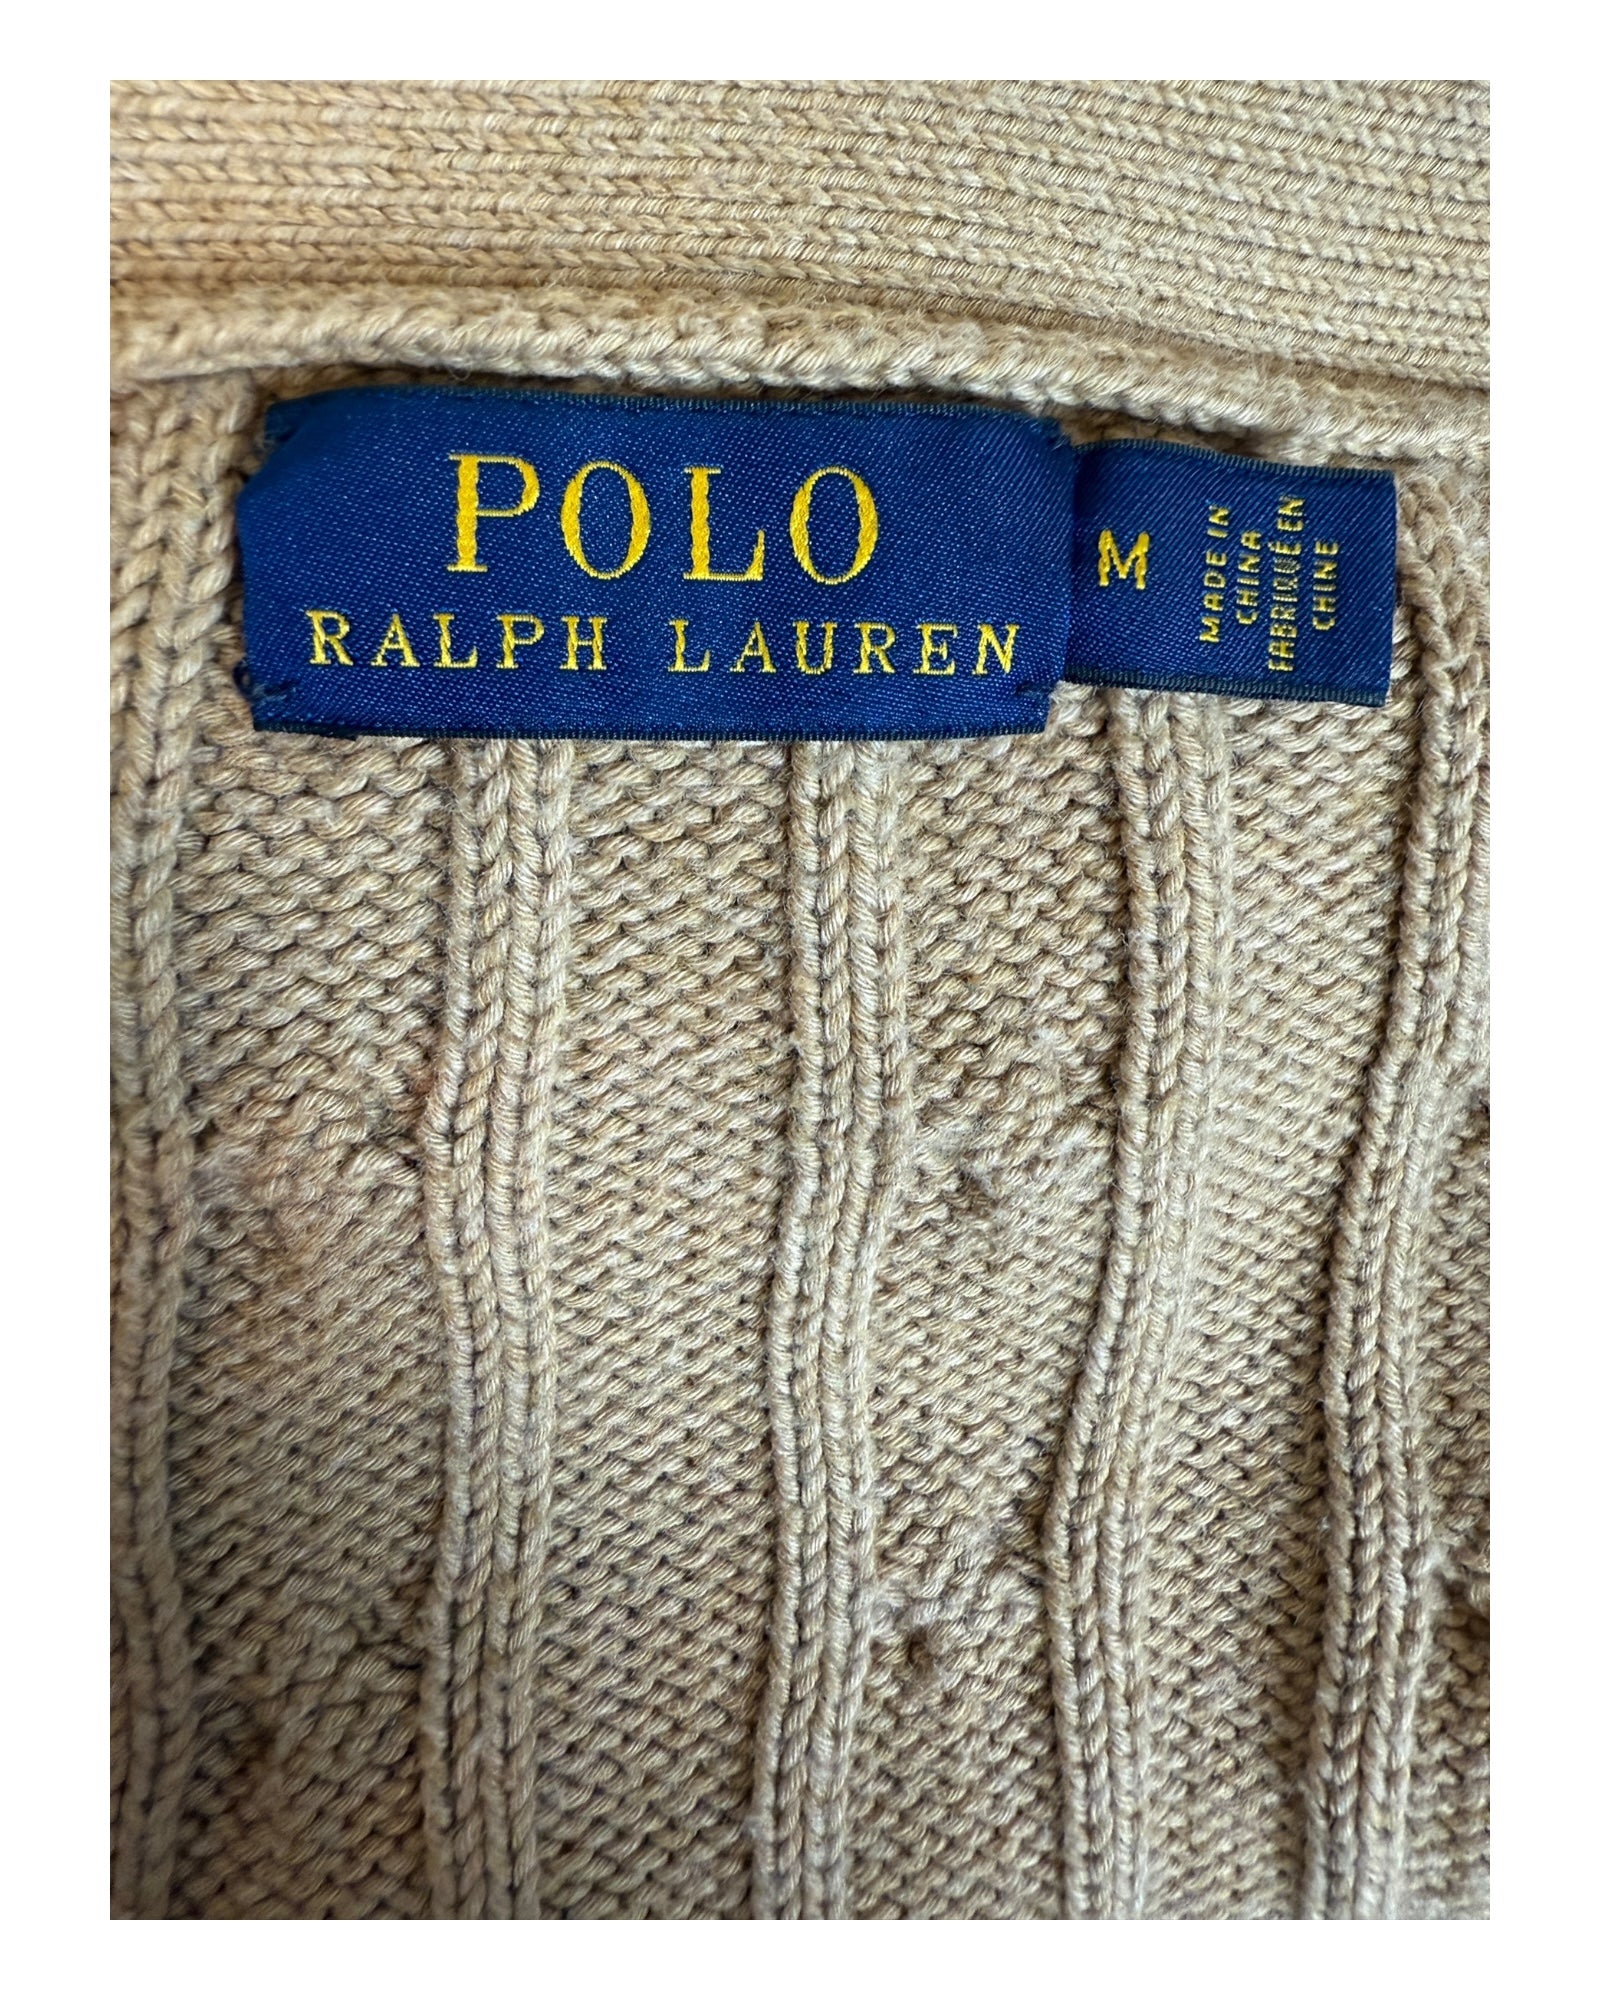 POLO
RALPH LAUREN
M
MADE IN
CHINA
FABRIQUÉ EN
CHINE